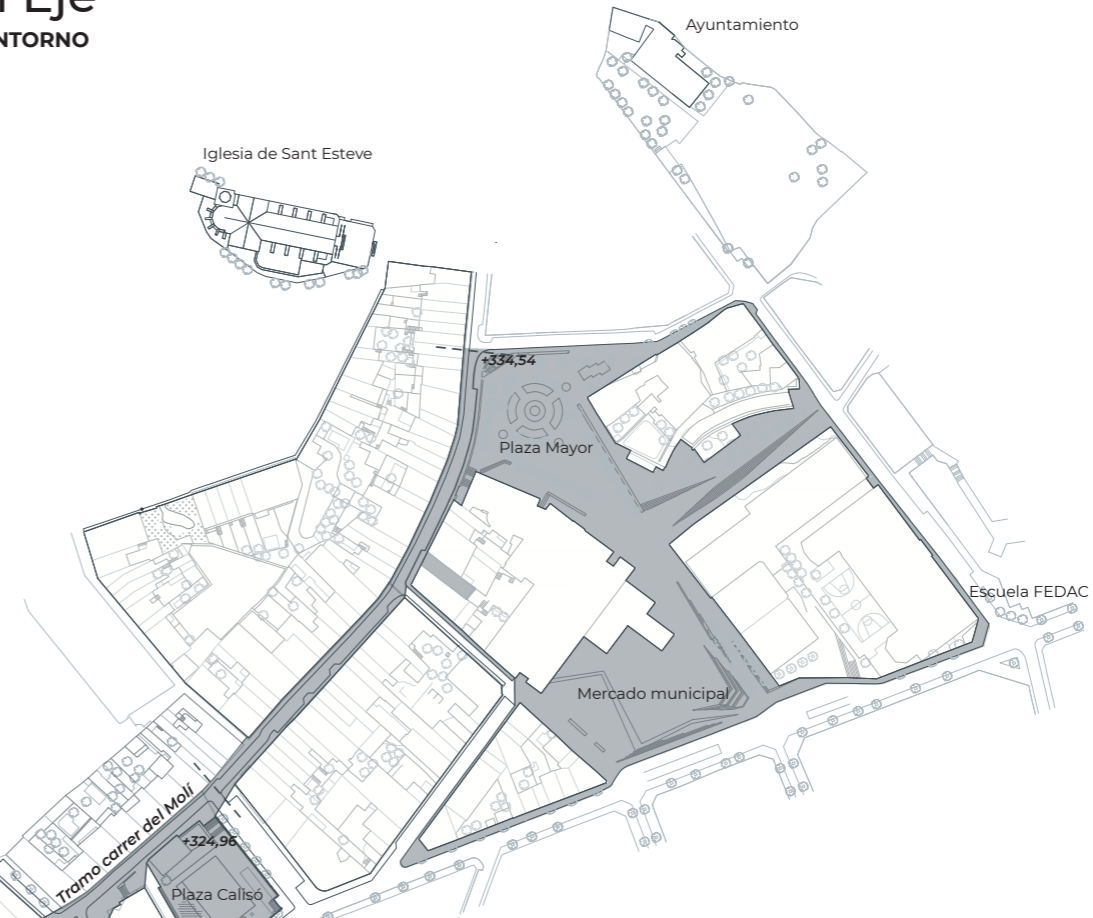 Eje
Ayuntamiento
Iglesia de Sant Esteve
+334,54
Plaza Mayor
Escuela FEDAC
Mercado municipal
Tramo carrer del Molí
+324,96
Plaza Calisó